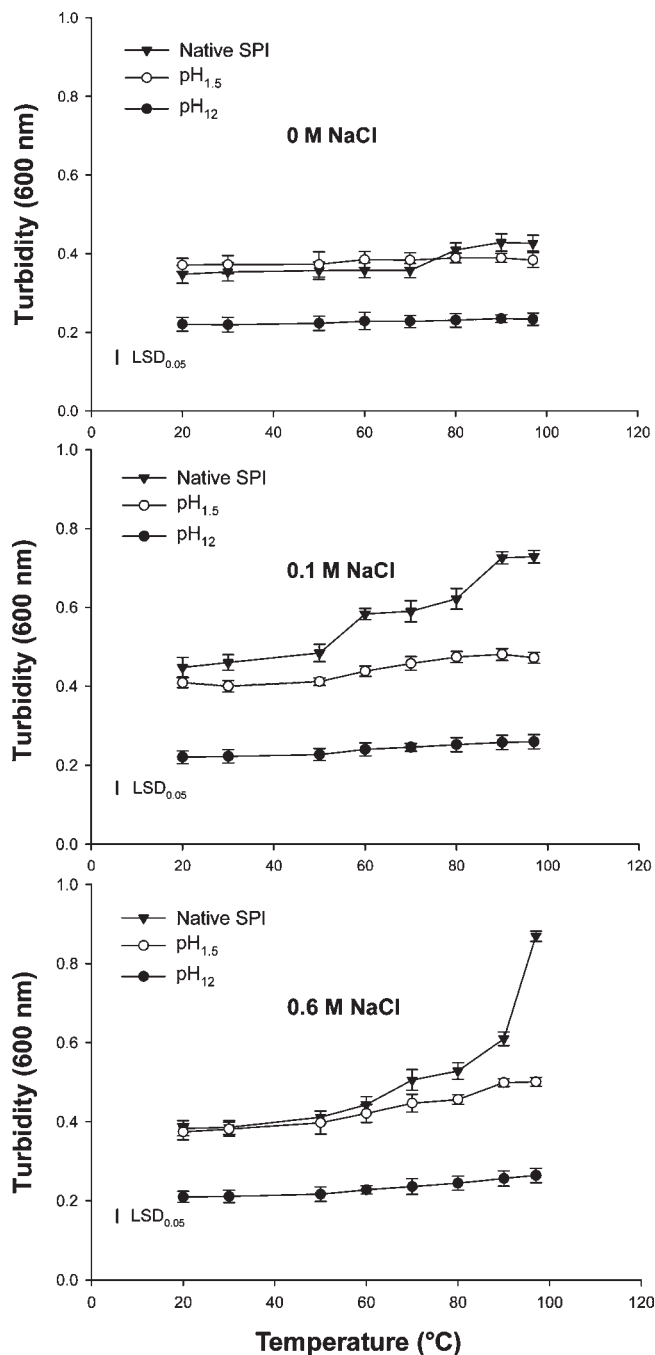 1.0
Native SPI
pH1.5
0.8
pH12
0 M NaCl
0.6
Turbidity (600 nm)
0.4
0.2
LSD0.05
0.0
0 20 40 60 80 100 120
1.0
Native SPI
pH1.5
0.8
pH12
0.1 M NaCl
0.6
Turbidity (600 nm)
0.4
0.2
LSD0.05
0.0
0 20 40 60 80 100 120
1.0
Native SPI
pH1.5
pH12
0.8
0.6 M NaCl
0.6
Turbidity (600 nm)
0.4
0.2
LSD0.05
0.0
0 20 40 60 80 100 120
Temperature (°C)